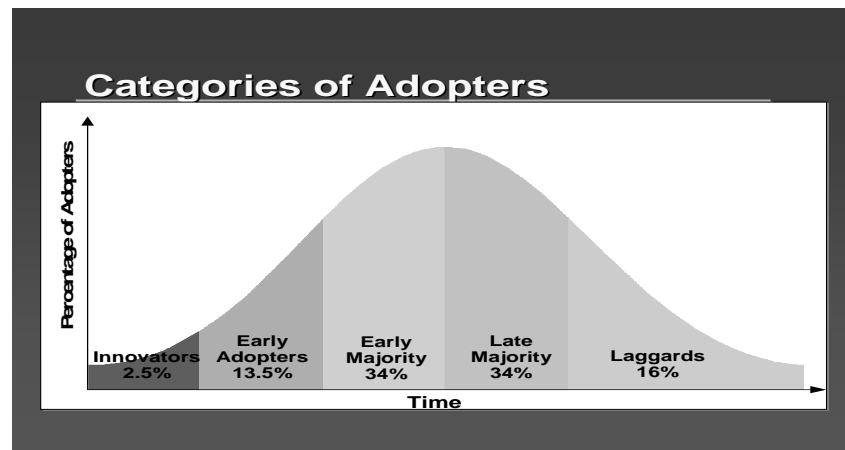 Categories of Adopters
Percentage of Adopters
Innovators
2.5%
Early
Adopters
13.5%
Early
Majority
34%
Late
Majority
34%
Laggards
16%
Time